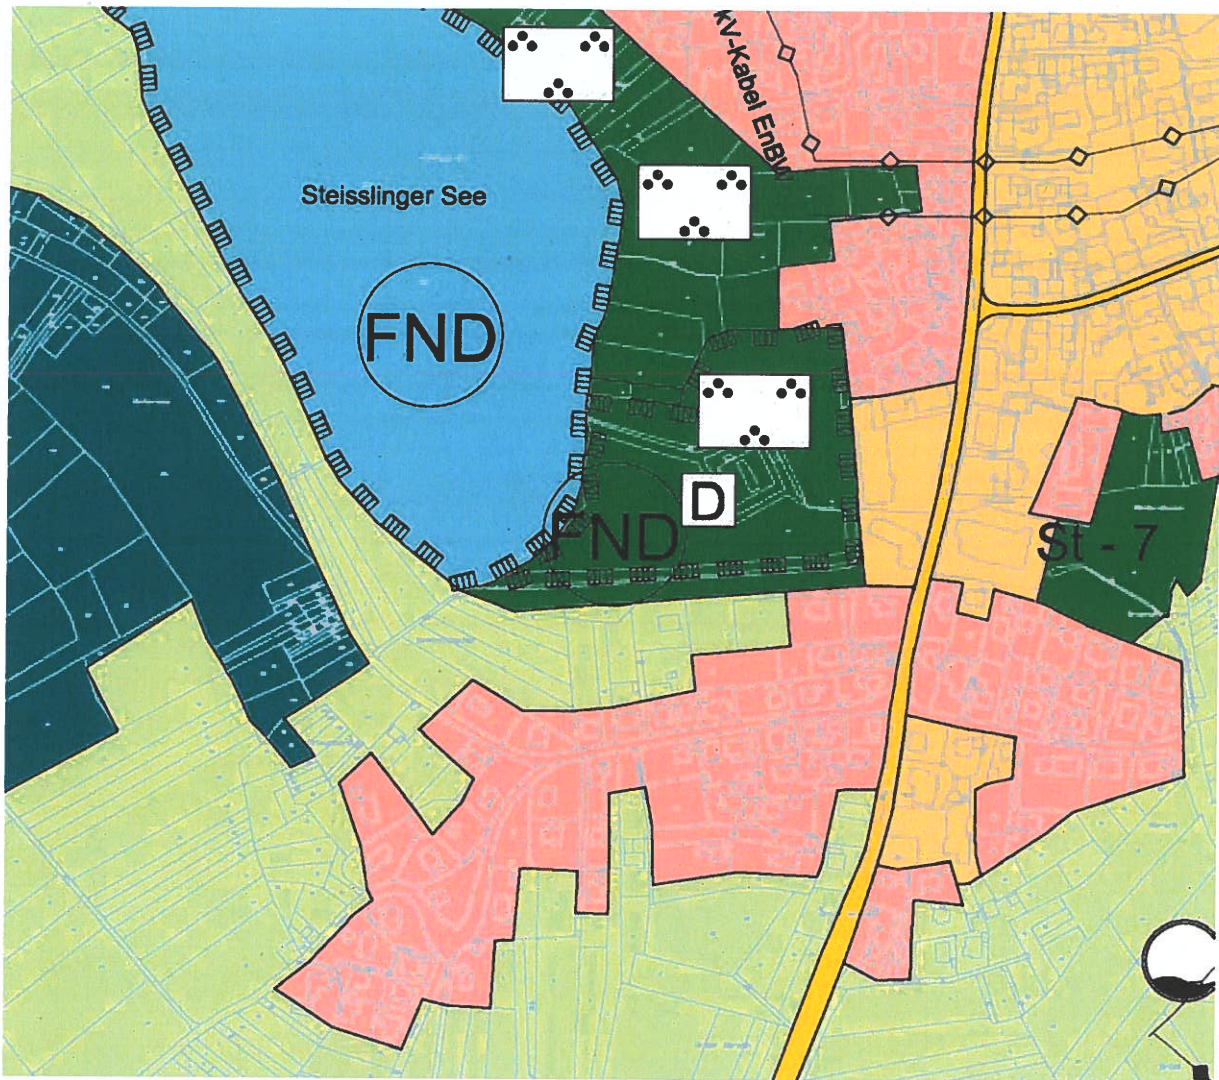 kV-Kabel EnBW
Steisslinger See
FND
D
FND
St - 7